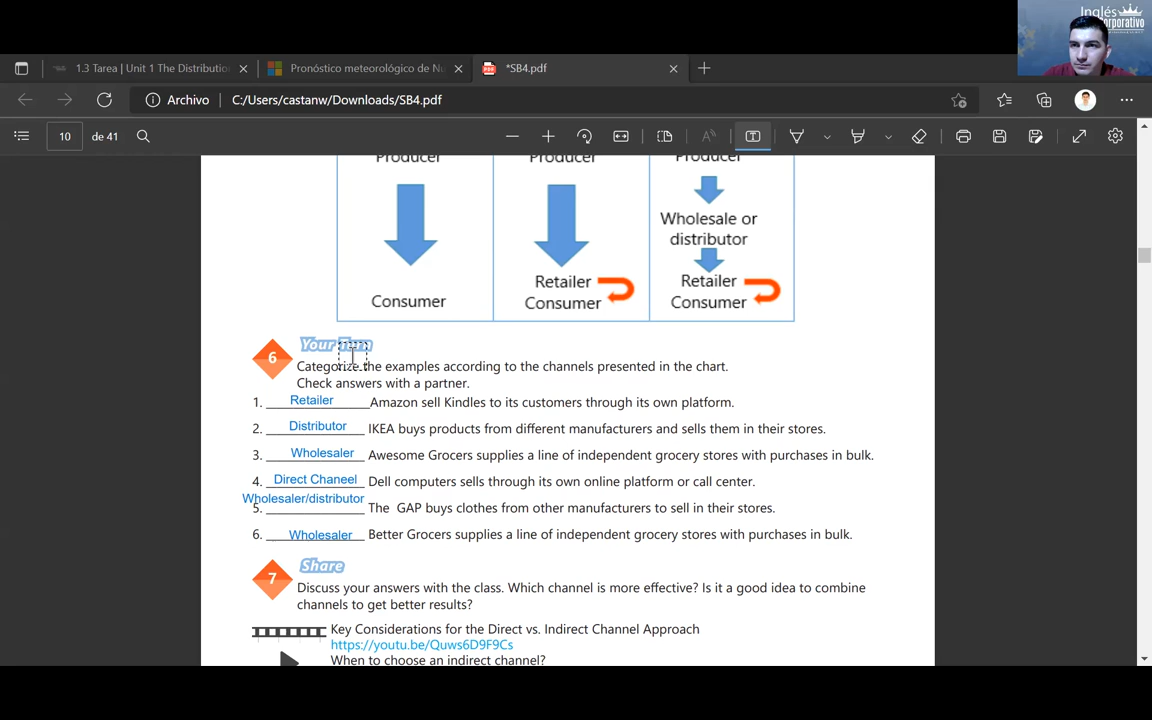 Inglés
Corporativo
1.3 Tarea | Unit 1 The Distributio
Pronóstico meteorológico de Nu
*SB4.pdf
Archivo
C:/Users/castanw/Downloads/SB4.pdf
10
de 41
Producer
Producer
Producer
Wholesale or
distributor
Consumer
Retailer
Consumer
Retailer
Consumer
6
Your Turn
Categorize the examples according to the channels presented in the chart.
Check answers with a partner.
1. Retailer Amazon sell Kindles to its customers through its own platform.
2. Distributor IKEA buys products from different manufacturers and sells them in their stores.
3. Wholesaler Awesome Grocers supplies a line of independent grocery stores with purchases in bulk.
4. Direct Chaneel Dell computers sells through its own online platform or call center.
5. Wholesaler/distributor The GAP buys clothes from other manufacturers to sell in their stores.
6. Wholesaler Better Grocers supplies a line of independent grocery stores with purchases in bulk.
7
Share
Discuss your answers with the class. Which channel is more effective? Is it a good idea to combine
channels to get better results?
Key Considerations for the Direct vs. Indirect Channel Approach
https://youtu.be/Quws6D9F9Cs
When to choose an indirect channel?